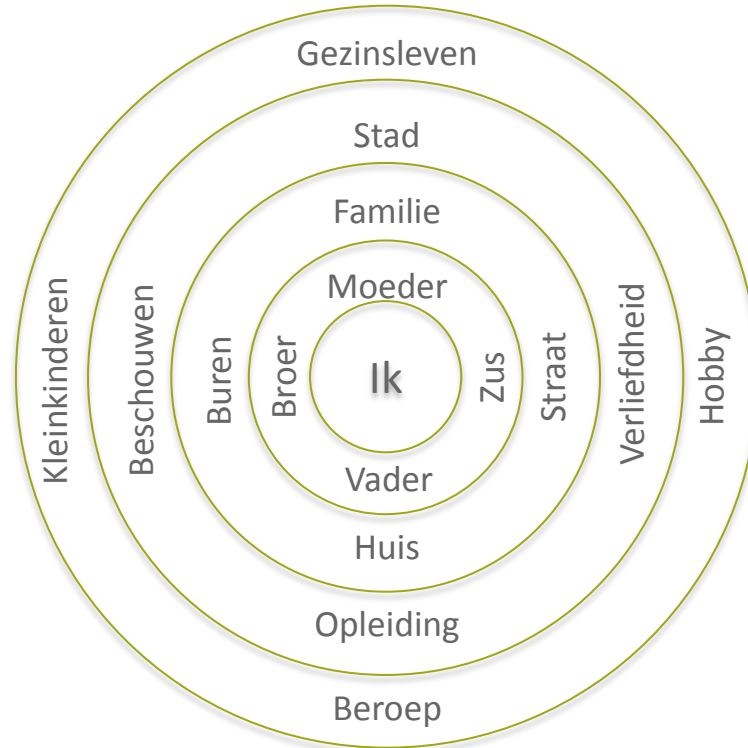 Gezinsleven
Stad
Familie
Moeder
Kleinkinderen
Beschouwen
Buren
Broer
Ik
Zus
Straat
Verliefdheid
Hobby
Vader
Huis
Opleiding
Beroep